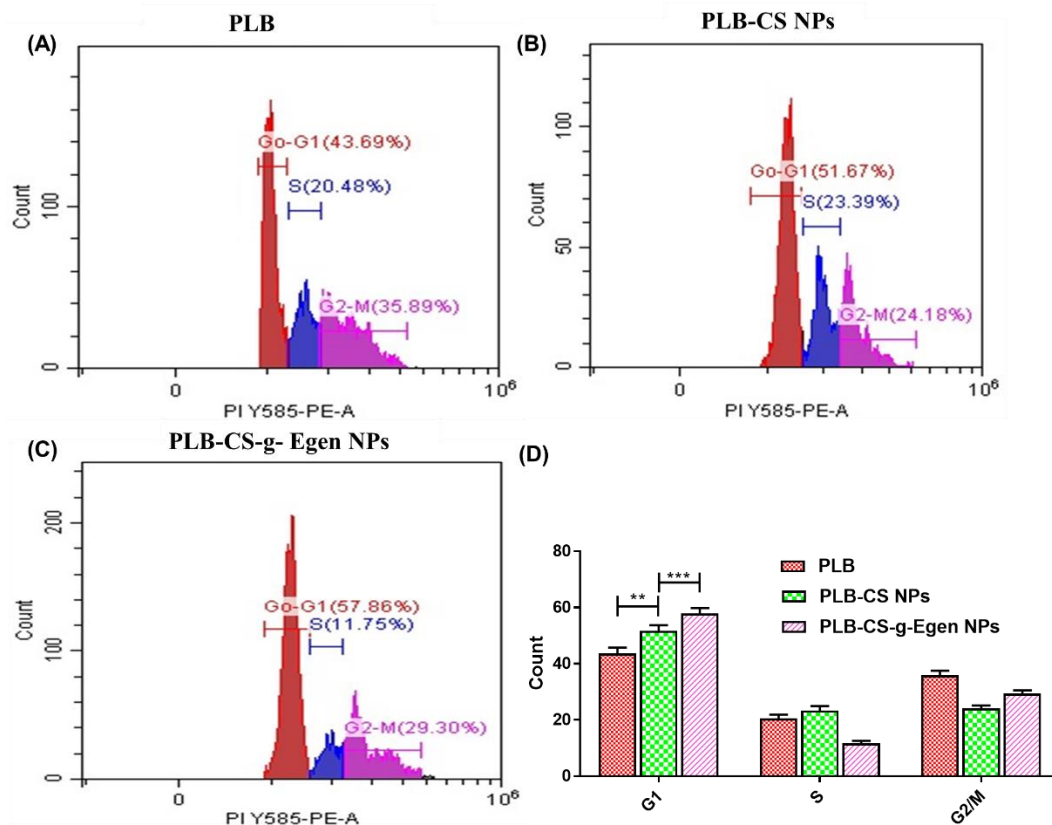 PLB
(A)
Count
100
0
Go-G1(43.69%)
S(20.48%)
G2-M(35.89%)
0
10⁶
PI Y585-PE-A
PLB-CS NPs
(B)
Count
100
50
0
Go-G1(51.67%)
S(23.39%)
G2-M(24.18%)
0
10⁶
PI Y585-PE-A
PLB-CS-g- Egen NPs
(C)
Count
200
100
0
Go-G1(57.86%)
S(11.75%)
G2-M(29.30%)
0
10⁶
PI Y585-PE-A
(D)
Count
80
60
40
20
0
**
***
PLB
PLB-CS NPs
PLB-CS-g-Egen NPs
G1
S
G2/M